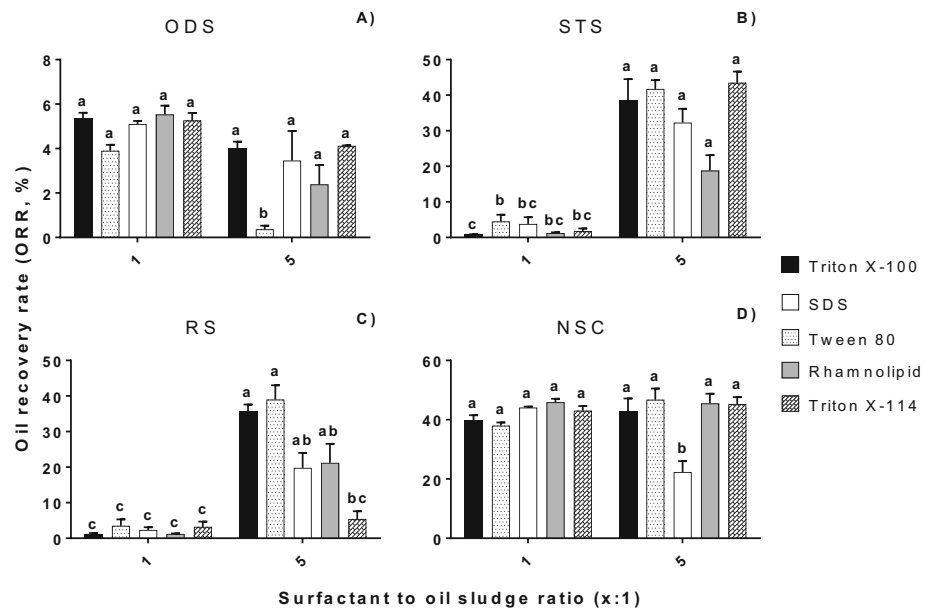 ODS
A)
8
6
4
2
0
a a a a a
a b a a a
1 5
STS
B)
50
40
30
20
10
0
c b bc bc bc
a a a a a
1 5
RS
C)
50
40
30
20
10
0
c c c c c
a a ab ab bc
1 5
NSC
D)
60
40
20
0
a a a a a
a a b a a
1 5
Oil recovery rate (ORR, %)
Surfactant to oil sludge ratio (x:1)
Triton X-100
SDS
Tween 80
Rhamnolipid
Triton X-114